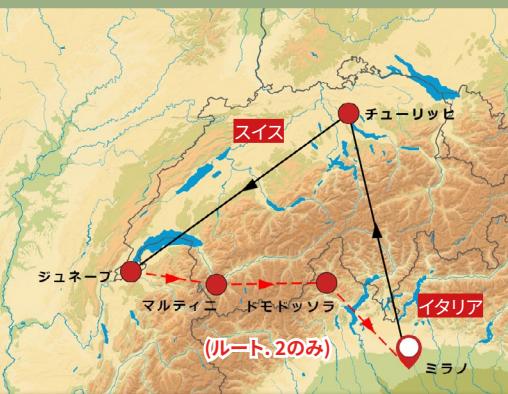 チューリッヒ
スイス
ジュネーブ
マルティニ
ドモドッソラ
イタリア
(ルート. 2のみ)
ミラノ